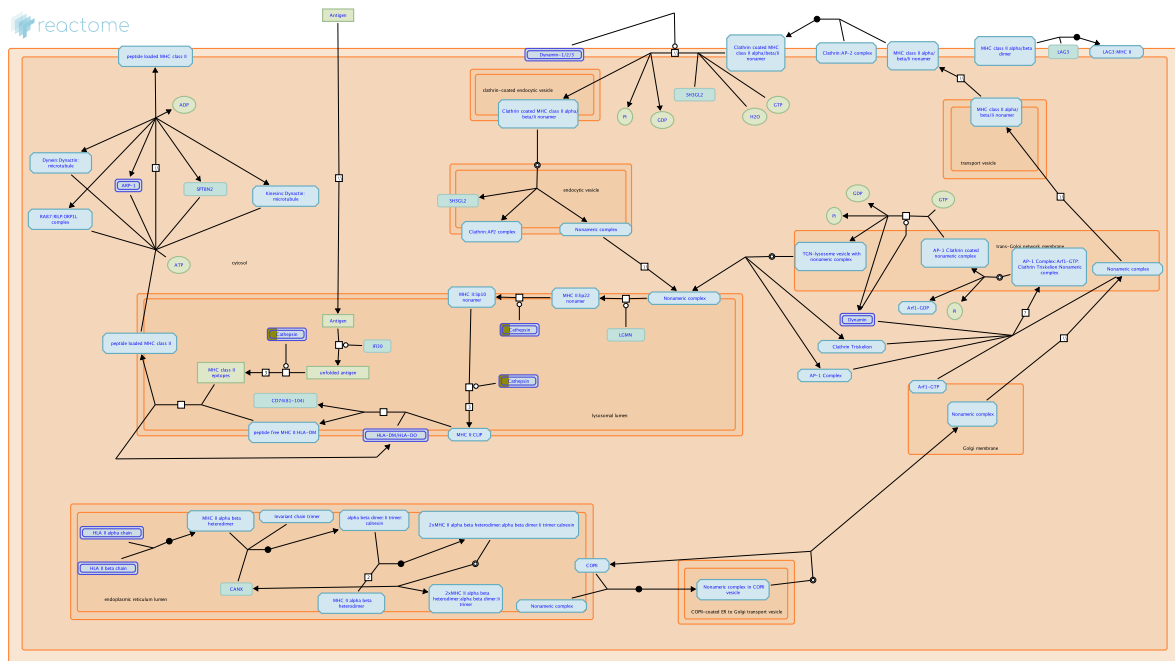 reactome
Antigen
peptide loaded MHC class II
Dynamin-1/2/3
Clathrin coated MHC
class II alpha/beta/Ii
nonamer
Clathrin:AP-2 complex
MHC class II alpha/
beta/Ii nonamer
MHC class II alpha/beta
dimer
LAG3
LAG3:MHC II
ADP
clathrin-coated endocytic vesicle
Clathrin coated MHC class II alpha/
beta/Ii nonamer
Pi
GDP
SH3GL2
H2O
GTP
MHC class II alpha/
beta/Ii nonamer
transport vesicle
Dynein:Dynactin:
microtubule
ARP-1
SPTBN2
Kinesins:Dynactin:
microtubule
RAB7:RILP:ORP1L
complex
ATP
cytosol
endocytic vesicle
SH3GL2
Clathrin:AP2 complex
Nonameric complex
GDP
GTP
Pi
TGN-lysosome vesicle with
nonameric complex
AP-1 Clathrin coated
nonameric complex
trans-Golgi network membrane
AP-1 Complex:Arf1-GTP:
Clathrin Triskelion:Nonameric
complex
Nonameric complex
Arf1-GDP
Pi
Dynamin
Clathrin Triskelion
AP-1 Complex
MHC II:lip10
nonamer
MHC II:lip22
nonamer
Nonameric complex
Antigen
Cathepsin
IFI30
Cathepsin
LGMN
peptide loaded MHC class II
MHC class II
epitopes
unfolded antigen
Cathepsin
CD74(81-104)
lysosomal lumen
peptide free MHC II:HLA-DM
HLA-DM/HLA-DO
MHC II:CLIP
Arf1-GTP
Nonameric complex
Golgi membrane
HLA II alpha chain
HLA II beta chain
MHC II alpha beta
heterodimer
Invariant chain trimer
alpha beta dimer:Ii trimer:
calnexin
2xMHC II alpha beta heterodimer:alpha beta dimer:Ii trimer:calnexin
2
CANX
MHC II alpha beta
heterodimer
2xMHC II alpha beta
heterodimer:alpha beta dimer:Ii
trimer
endoplasmic reticulum lumen
COPII
Nonameric complex
Nonameric complex in COPII
vesicle
COPII-coated ER to Golgi transport vesicle